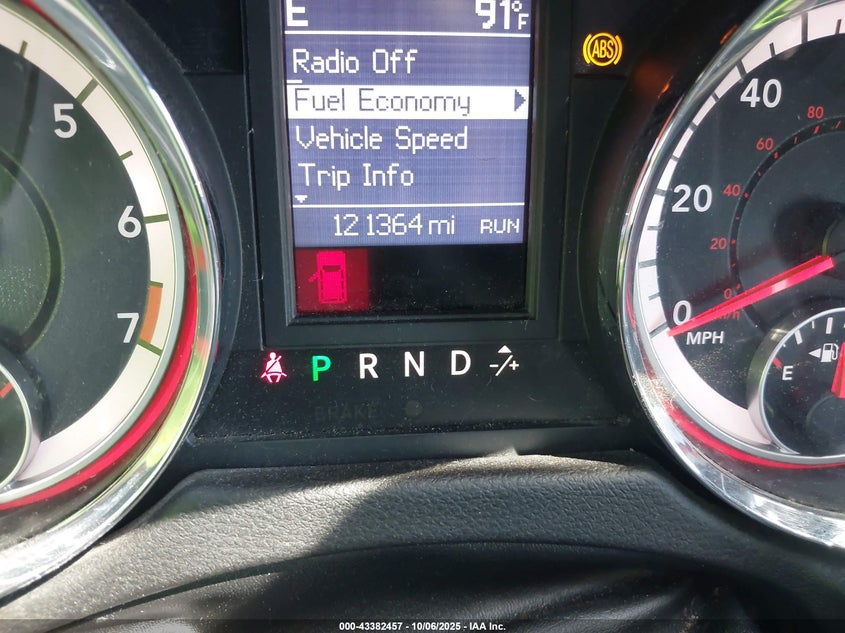 E 91°F
Radio Off
Fuel Economy
Vehicle Speed
Trip Info
121364 mi RUN
ABS
5
6
7
P R N D -/+
BRAKE
40
20
0
MPH
80
60
40
20
0
E
000-43382457 - 10/06/2025 - IAA Inc.